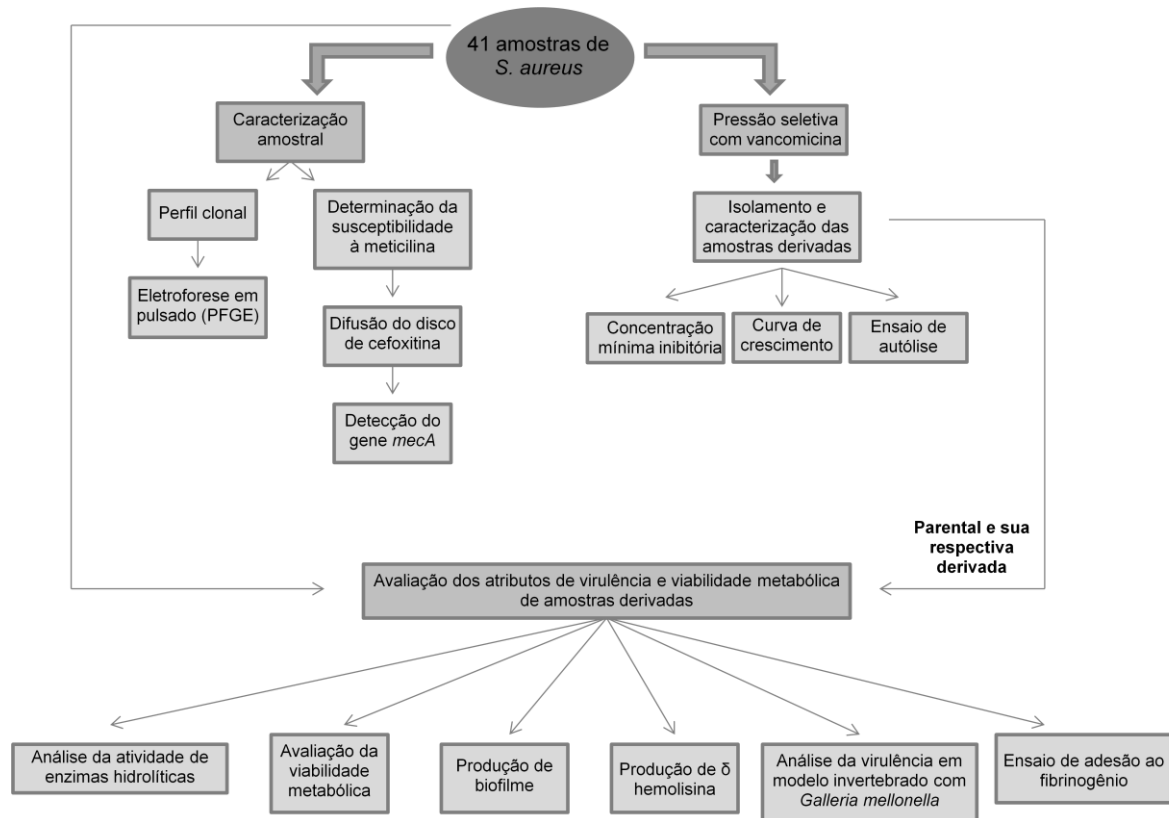 41 amostras de
S. aureus
Caracterização
amostral
Pressão seletiva
com vancomicina
Perfil clonal
Determinação da
susceptibilidade
à meticilina
Isolamento e
caracterização das
amostras derivadas
Eletroforese em
pulsado (PFGE)
Difusão do disco
de cefoxitina
Concentração
mínima inibitória
Curva de
crescimento
Ensaio de
autólise
Detecção do
gene mecA
Parental e sua
respectiva
derivada
Avaliação dos atributos de virulência e viabilidade metabólica
de amostras derivadas
Análise da atividade de
enzimas hidrolíticas
Avaliação da
viabilidade
metabólica
Produção de
biofilme
Produção de δ
hemolisina
Análise da virulência em
modelo invertebrado com
Galleria mellonella
Ensaio de adesão ao
fibrinogênio